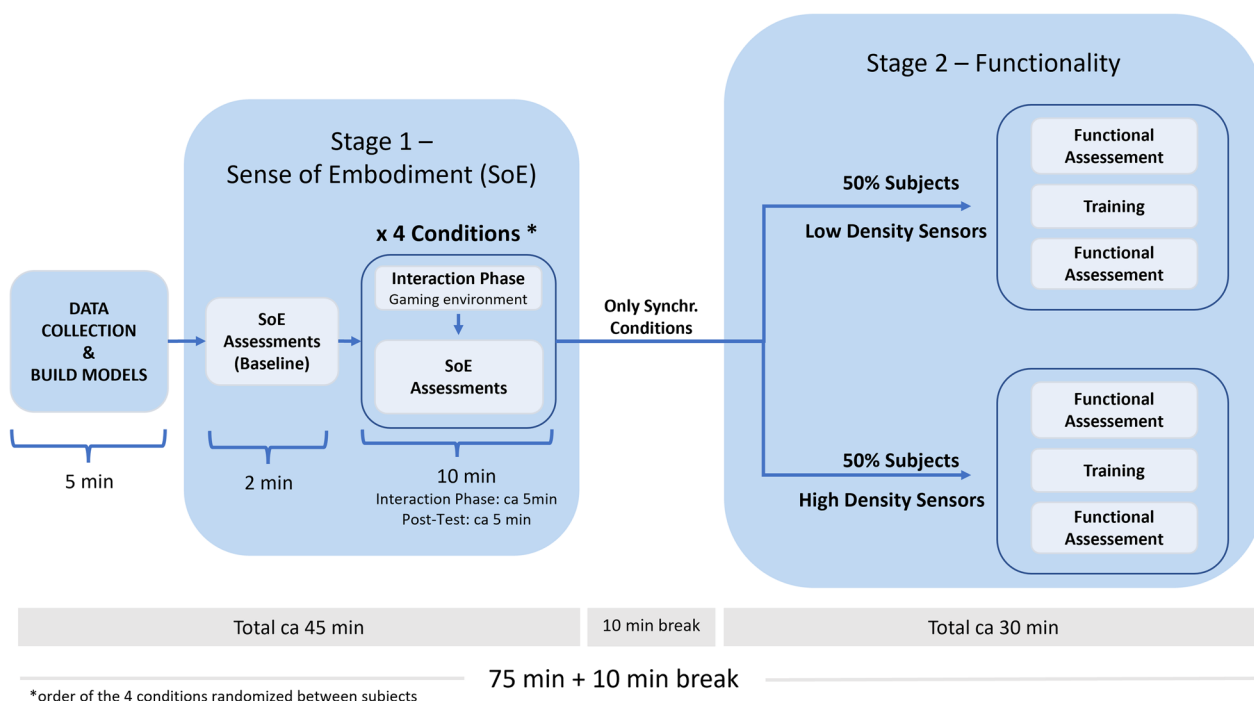 Stage 1 –
Sense of Embodiment (SoE)
x 4 Conditions *
DATA
COLLECTION
&
BUILD MODELS
5 min
SoE
Assessments
(Baseline)
2 min
Interaction Phase
Gaming environment
SoE
Assessments
10 min
Interaction Phase: ca 5min
Post-Test: ca 5 min
Only Synchr.
Conditions
Stage 2 – Functionality
50% Subjects
Low Density Sensors
Functional
Assessement
Training
Functional
Assessement
50% Subjects
High Density Sensors
Functional
Assessement
Training
Functional
Assessement
Total ca 45 min
10 min break
Total ca 30 min
75 min + 10 min break
*order of the 4 conditions randomized between subjects